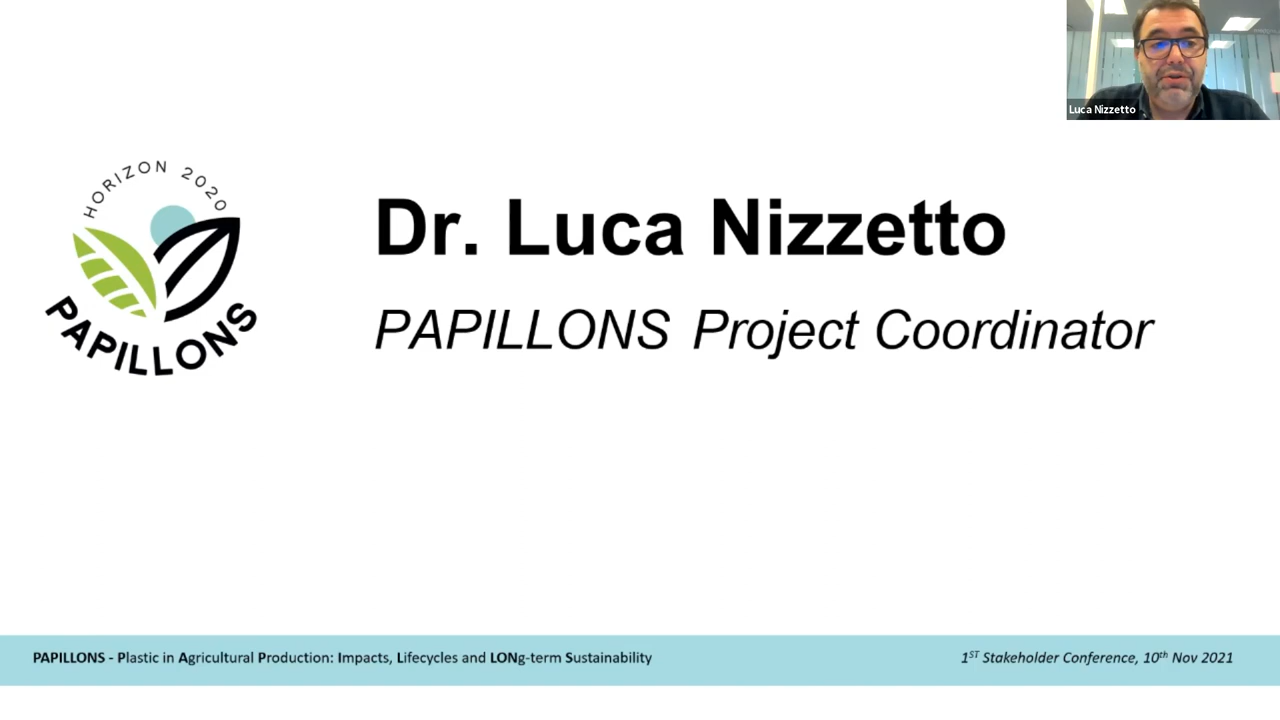 Luca Nizzetto
HORIZON 2020
PAPILLONS
Dr. Luca Nizzetto
PAPILLONS Project Coordinator
PAPILLONS - Plastic in Agricultural Production: Impacts, Lifecycles and LONg-term Sustainability
1ST Stakeholder Conference, 10th Nov 2021